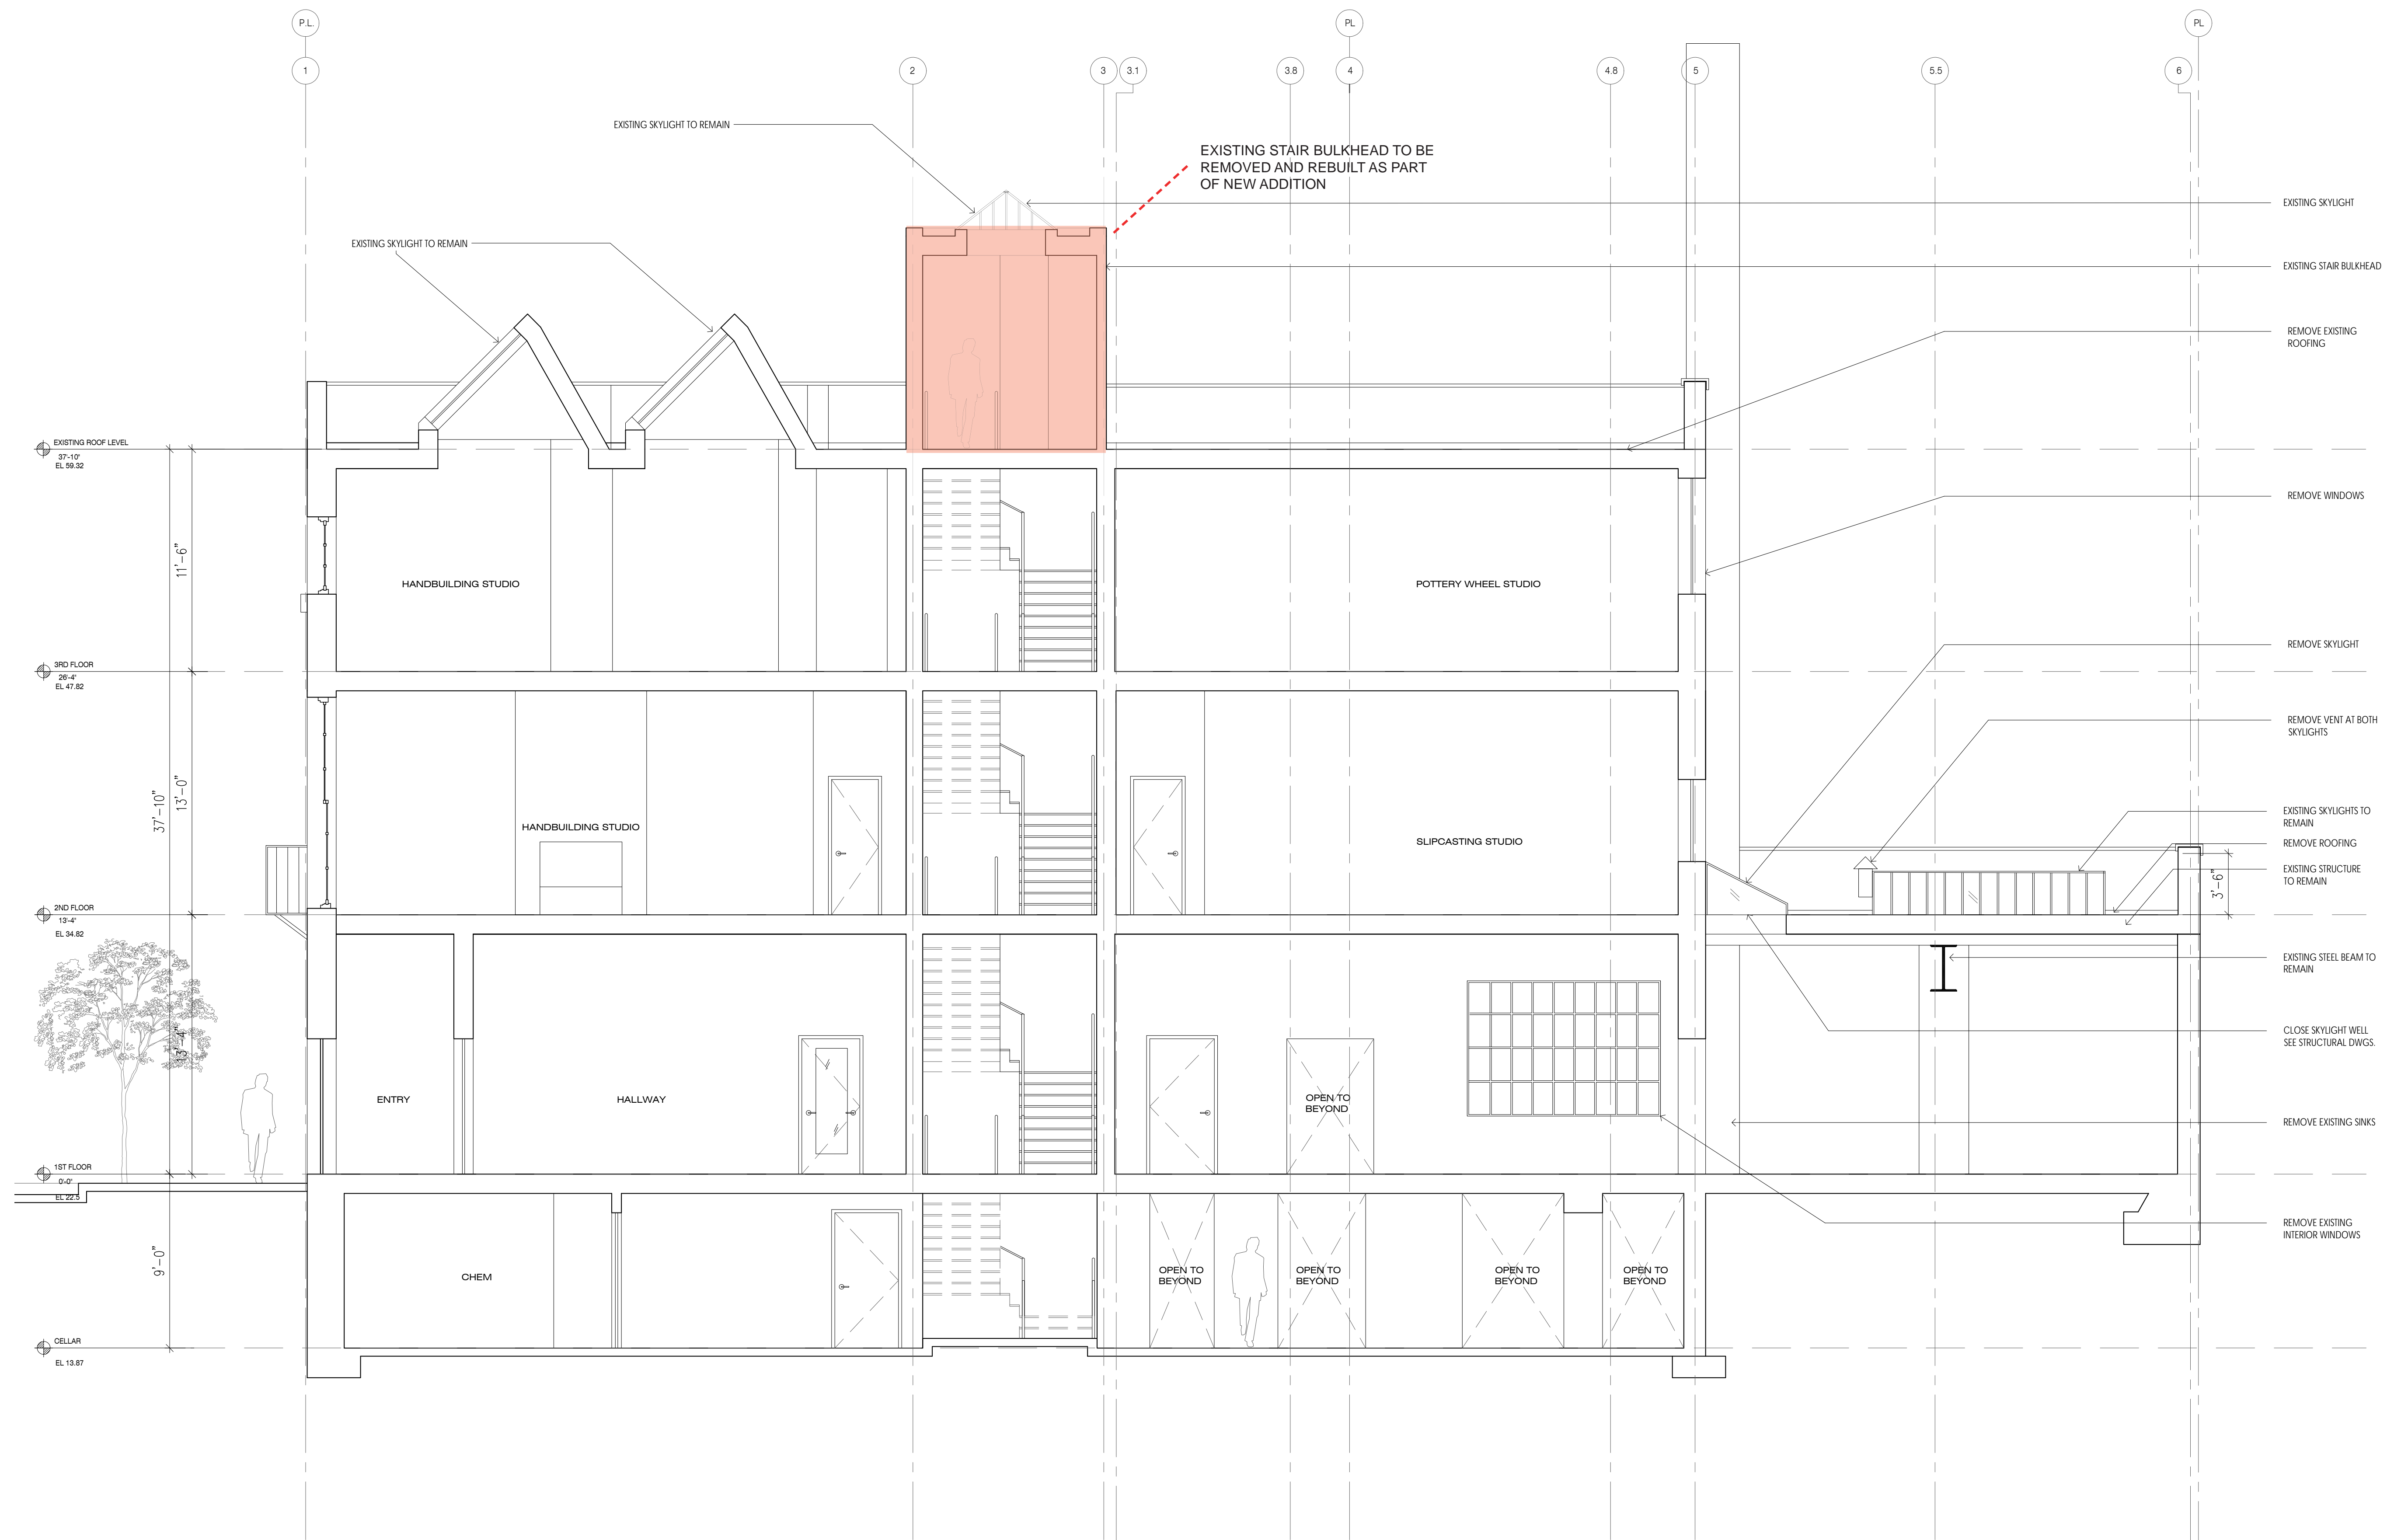 P.L.
PL
PL
1
2
3
3.1
3.8
4
4.8
5
5.5
6
EXISTING SKYLIGHT TO REMAIN
EXISTING STAIR BULKHEAD TO BE
REMOVED AND REBUILT AS PART
OF NEW ADDITION
EXISTING SKYLIGHT
EXISTING SKYLIGHT TO REMAIN
EXISTING STAIR BULKHEAD
REMOVE EXISTING
ROOFING
EXISTING ROOF LEVEL
37'-10"
EL 59.32
REMOVE WINDOWS
11'-6"
HANDBUILDING STUDIO
POTTERY WHEEL STUDIO
REMOVE SKYLIGHT
3RD FLOOR
26'-4"
EL 47.82
REMOVE VENT AT BOTH
SKYLIGHTS
37'-10"
13'-0"
HANDBUILDING STUDIO
SLIPCASTING STUDIO
EXISTING SKYLIGHTS TO
REMAIN
REMOVE ROOFING
EXISTING STRUCTURE
TO REMAIN
3'-6"
2ND FLOOR
13'-4"
EL 34.82
EXISTING STEEL BEAM TO
REMAIN
13'-4"
CLOSE SKYLIGHT WELL
SEE STRUCTURAL DWGS.
ENTRY
HALLWAY
OPEN TO
BEYOND
REMOVE EXISTING SINKS
1ST FLOOR
0'-0"
EL 22.5
REMOVE EXISTING
INTERIOR WINDOWS
9'-0"
CHEM
OPEN TO
BEYOND
OPEN TO
BEYOND
OPEN TO
BEYOND
OPEN TO
BEYOND
CELLAR
EL 13.87